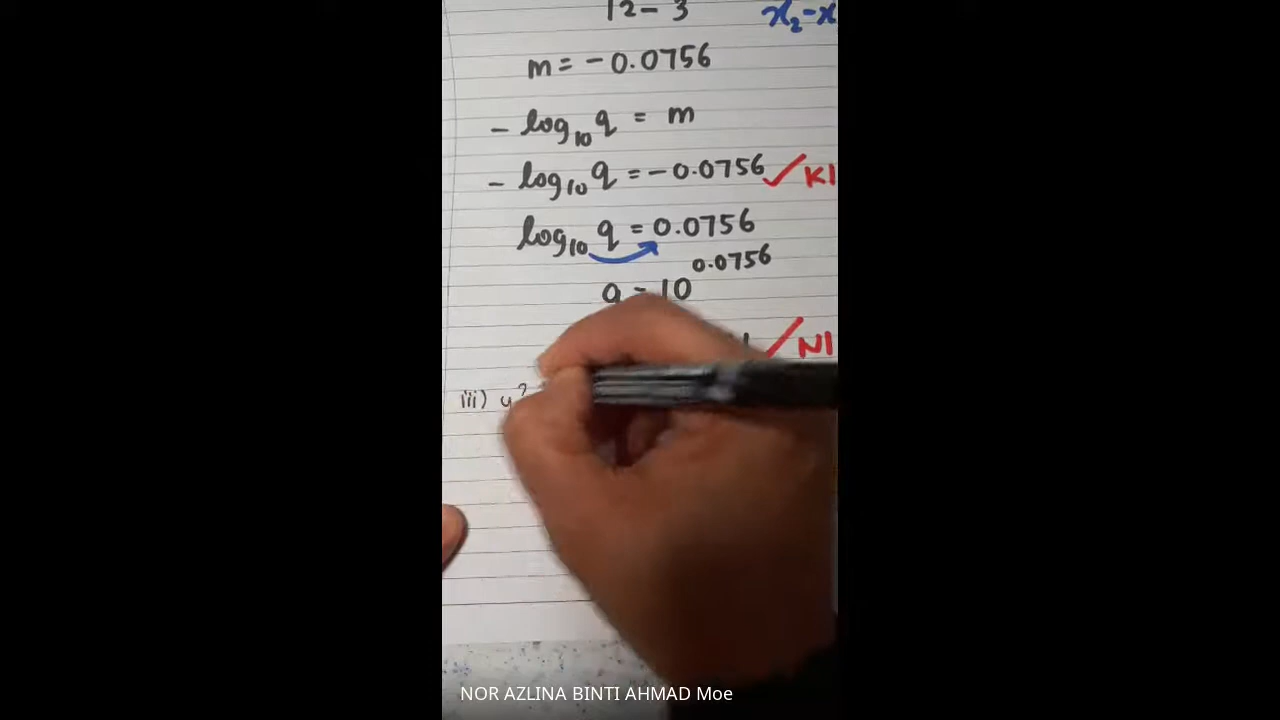 12 - 3 x₂ - x
m = - 0.0756
- log₁₀ q = m
- log₁₀ q = - 0.0756 ✓ K1
log₁₀ q = 0.0756
q = 10^0.0756
/ N1
iii) y?
NOR AZLINA BINTI AHMAD Moe